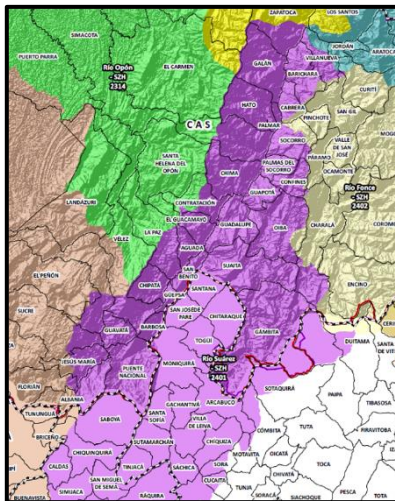 ZAPATOCA
LOS SANTOS
SIMACOTA
JORDÁN
PUERTO PARRA
Río Opón
SZH
2314
EL CARMEN
GALÁN
VILLANUEVA
BARICHARA
HATO
CABRERA
CURITÍ
PINCHOTE
SAN GIL
CAS
PALMAR
SOCORRO
VALLE
DE SAN
JOSÉ
SANTA
HELENA DEL
OPÓN
CHIMA
PALMAS DEL
SOCORRO
PÁRAMO
CONFINES
OCAMONTE
LANDÁZURI
CONTRATACIÓN
GUAPOTÁ
Río Fonce
SZH
2402
EL GUACAMAYO
GUADALUPE
OIBA
CHARALÁ
VÉLEZ
LA PAZ
AGUADA
SUAITA
EL PEÑÓN
SAN
BENITO
CHIPATÁ
SANTANA
ENCINO
GÜEPSA
SUCRE
SAN JOSÉ DE
PARE
CHITARAQUE
GUAVATÁ
BARBOSA
GÁMBITA
TOGÜÍ
DUITAMA
JESÚS MARÍA
PUENTE
NACIONAL
MONIQUIRÁ
Río Suárez
SZH
2401
FLORIÁN
SOTAQUIRÁ
ALBANIA
GACHANTIVÁ
ARCABUCO
PAIPA
TUNUNGUÁ
SABOYÁ
SANTA
SOFÍA
VILLA
DE LEIVA
TIBASOSA
BRICEÑO
CÓMBITA
TUTA
SUTAMARCHÁN
CHÍQUIZA
FIRAVITOBA
CHIQUINQUIRÁ
MOTAVITA
OICATÁ
CALDAS
TINJACÁ
SÁCHICA
SORA
TOCA
CHIVATÁ
IZA
SAN MIGUEL
DE SEMA
CUCAITA
TUNJA
PESCA
SIMIJACA
RÁQUIRA
SORACÁ
SIACHOQUE
TOTA
BUENAVISTA